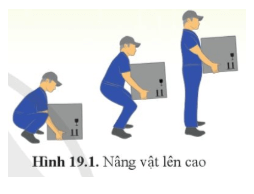 Hình 19.1. Nâng vật lên cao